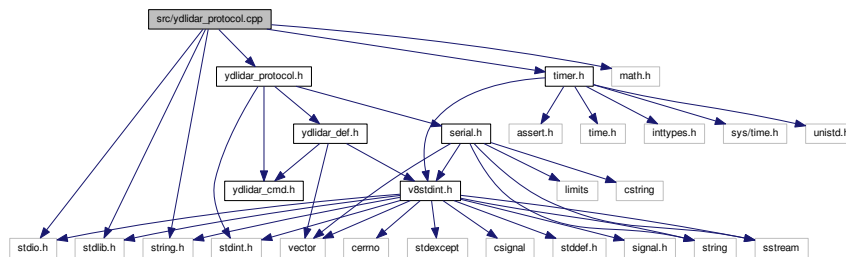 src/ydlidar_protocol.cpp
ydlidar_protocol.h
timer.h
math.h
ydlidar_def.h
serial.h
assert.h
time.h
inttypes.h
sys/time.h
unistd.h
ydlidar_cmd.h
v8stdint.h
limits
cstring
stdio.h
stdlib.h
string.h
stdint.h
vector
cerrno
stdexcept
csignal
stddef.h
signal.h
string
sstream